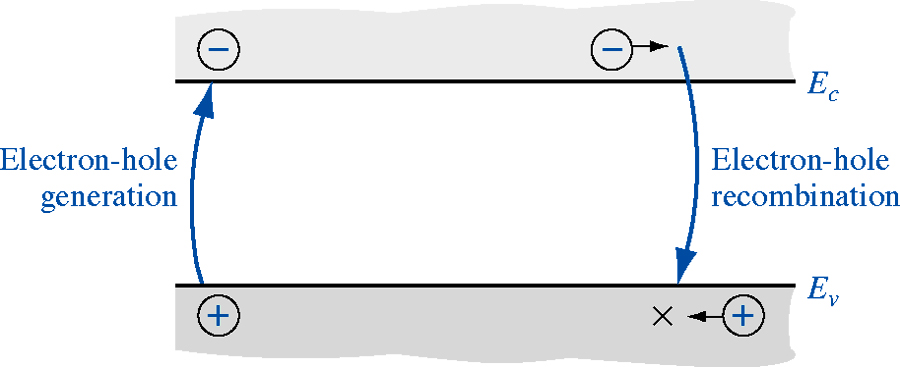 −
−
E_c
Electron-hole
generation
Electron-hole
recombination
E_v
+
×
+